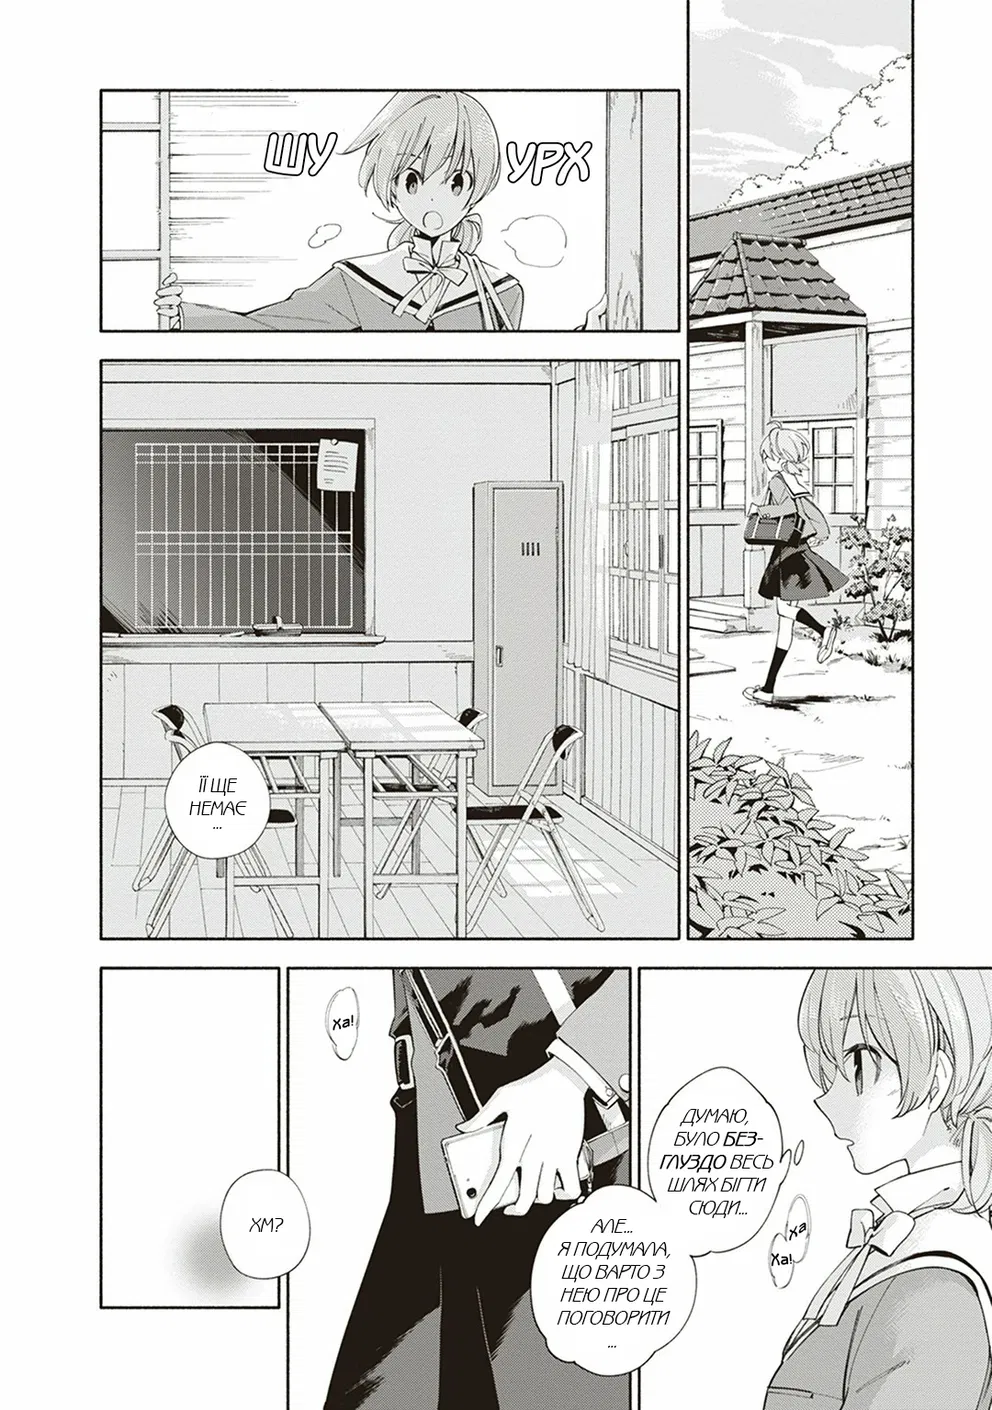 ШУ
УРХ
ЇЇ ЩЕ
НЕМАЄ
...
ДУМАЮ,
БУЛО БЕЗ-
ГЛУЗДО ВЕСЬ
ШЛЯХ БІГТИ
СЮДИ...
Ха
Ха!
АЛЕ...
Я ПОДУМАЛА,
ЩО ВАРТО З
НЕЮ ПРО ЦЕ
ПОГОВОРИТИ
...
Ха!
ХМ?